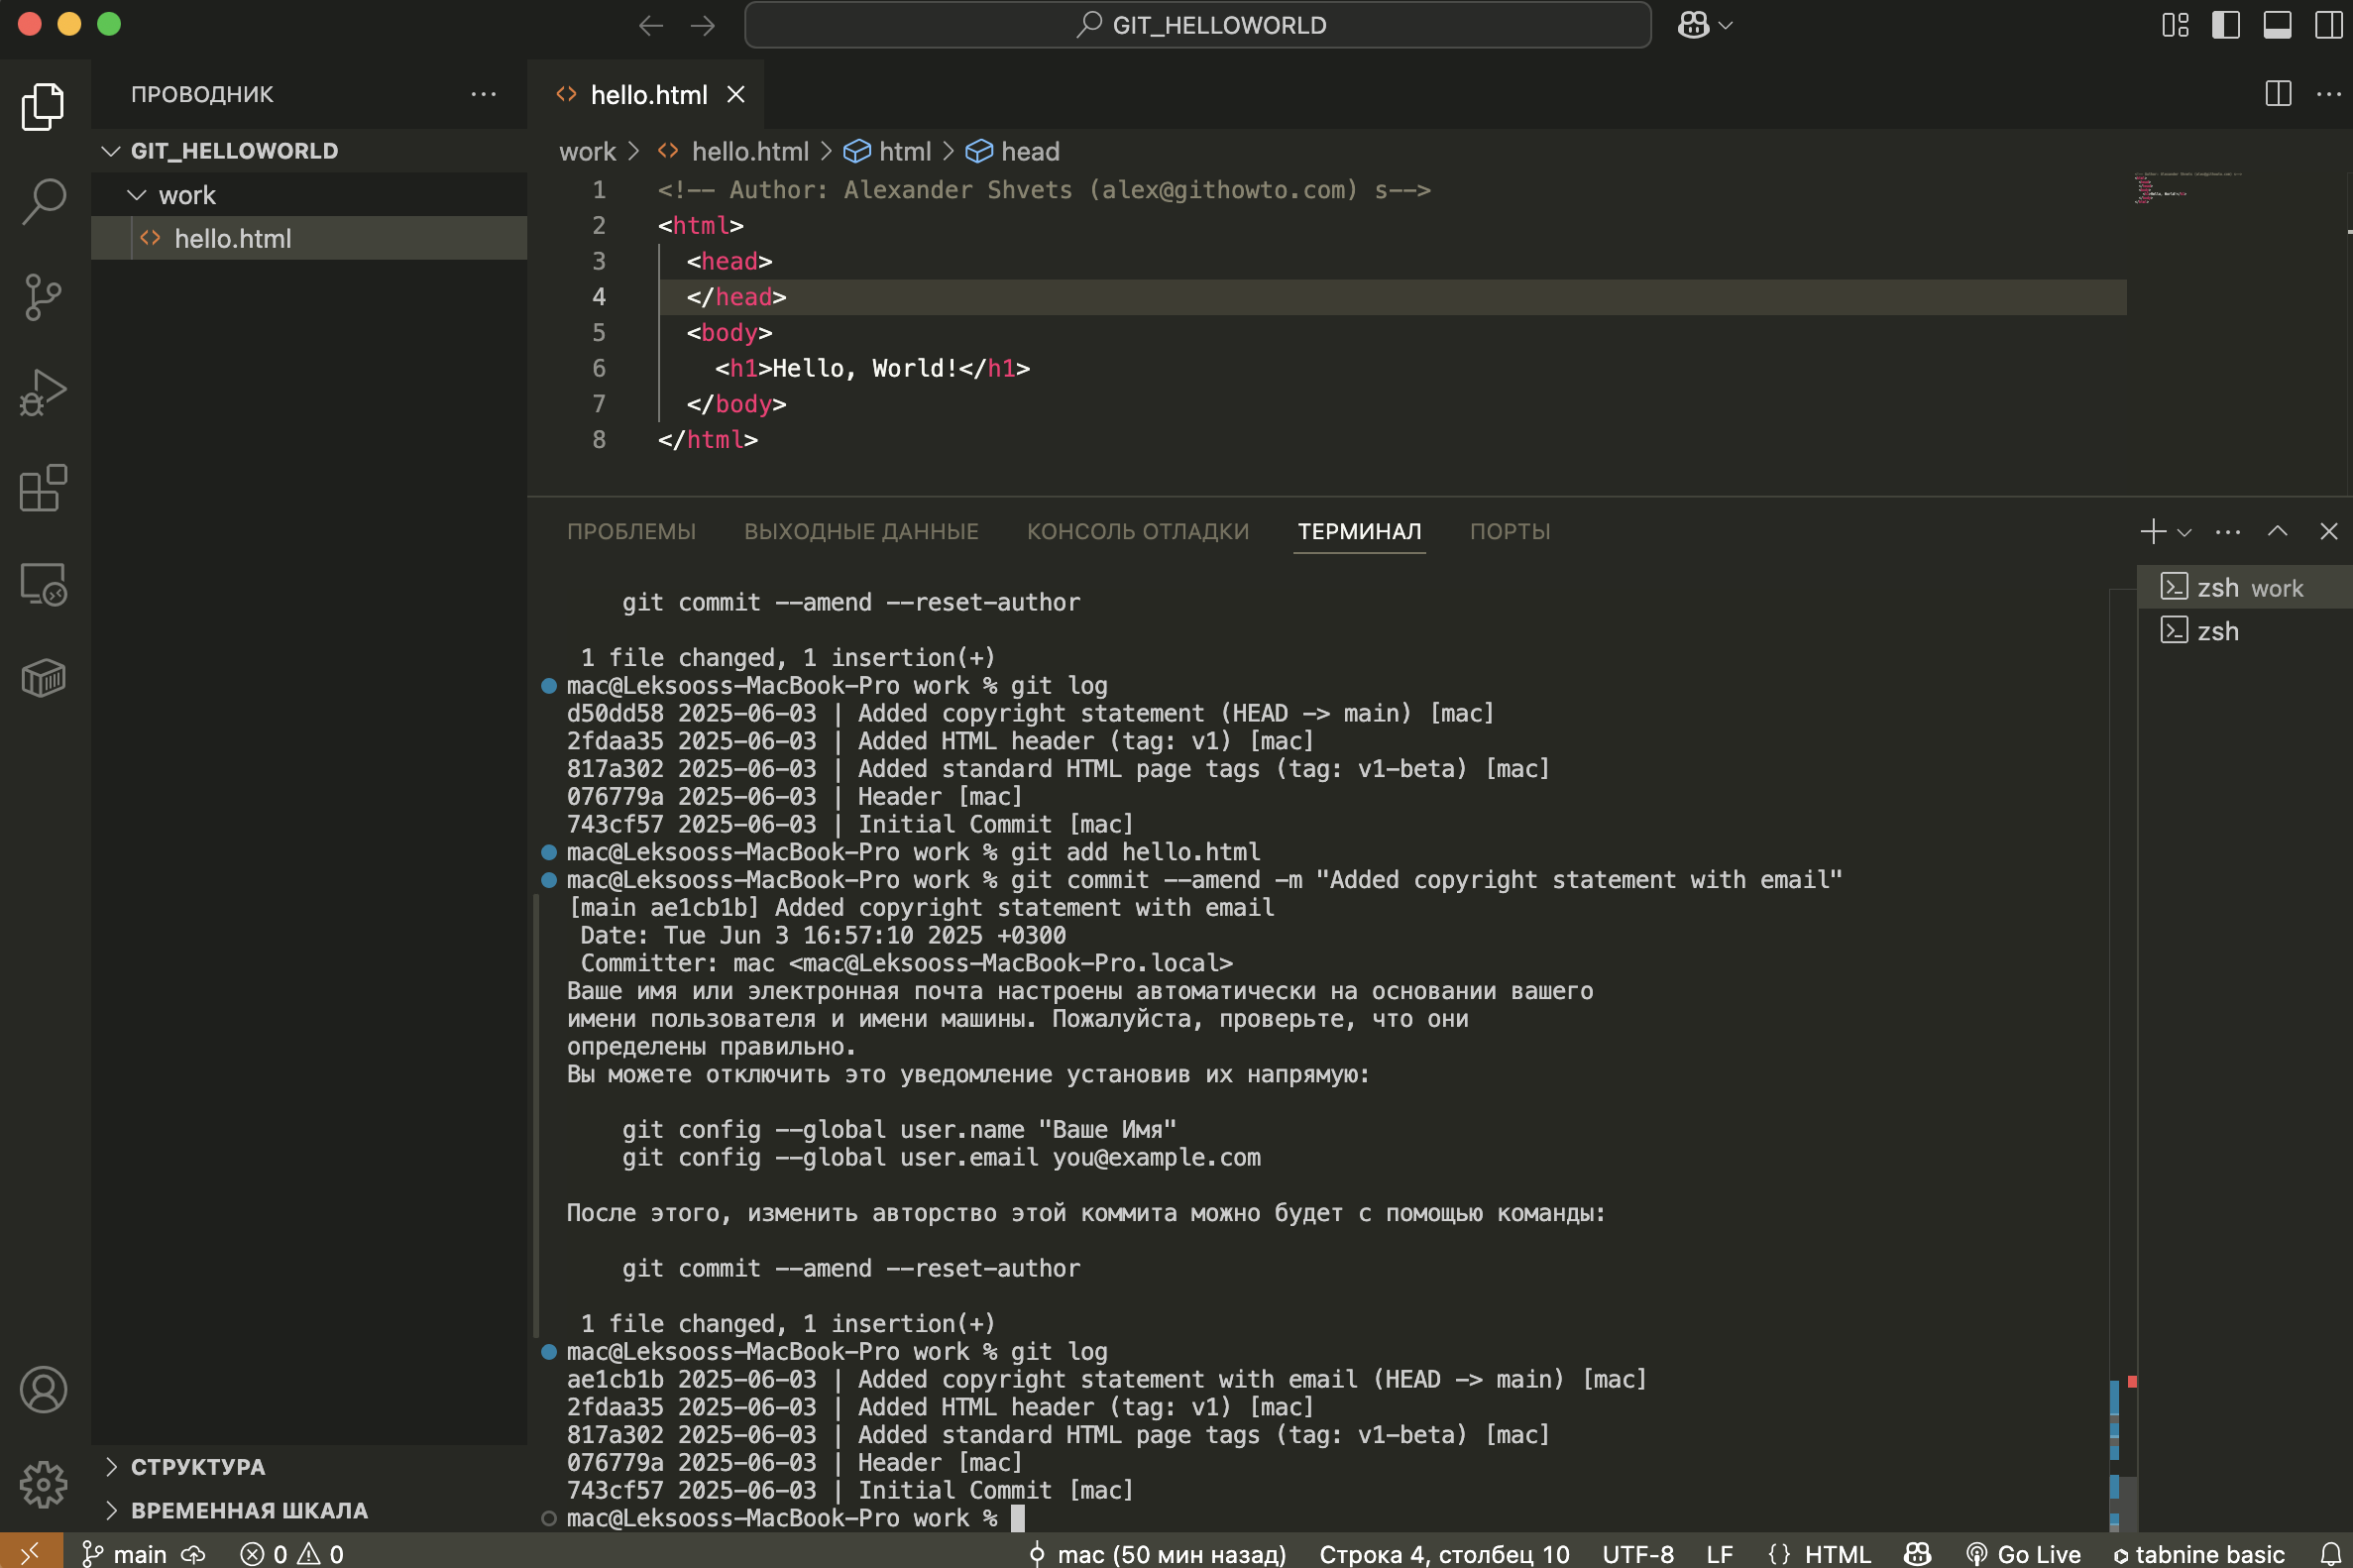 GIT_HELLOWORLD
ПРОВОДНИК
GIT_HELLOWORLD
work
hello.html
hello.html
work > hello.html > html > head
1 <!-- Author: Alexander Shvets (alex@githowto.com) s-->
2 <html>
3 <head>
4 </head>
5 <body>
6 <h1>Hello, World!</h1>
7 </body>
8 </html>
ПРОБЛЕМЫ ВЫХОДНЫЕ ДАННЫЕ КОНСОЛЬ ОТЛАДКИ ТЕРМИНАЛ ПОРТЫ
zsh work
zsh
git commit --amend --reset-author
1 file changed, 1 insertion(+)
mac@Leksooss-MacBook-Pro work % git log
d50dd58 2025-06-03 | Added copyright statement (HEAD -> main) [mac]
2fdaa35 2025-06-03 | Added HTML header (tag: v1) [mac]
817a302 2025-06-03 | Added standard HTML page tags (tag: v1-beta) [mac]
076779a 2025-06-03 | Header [mac]
743cf57 2025-06-03 | Initial Commit [mac]
mac@Leksooss-MacBook-Pro work % git add hello.html
mac@Leksooss-MacBook-Pro work % git commit --amend -m "Added copyright statement with email"
[main ae1cb1b] Added copyright statement with email
Date: Tue Jun 3 16:57:10 2025 +0300
Committer: mac <mac@Leksooss-MacBook-Pro.local>
Ваше имя или электронная почта настроены автоматически на основании вашего
имени пользователя и имени машины. Пожалуйста, проверьте, что они
определены правильно.
Вы можете отключить это уведомление установив их напрямую:
git config --global user.name "Ваше Имя"
git config --global user.email you@example.com
После этого, изменить авторство этой коммита можно будет с помощью команды:
git commit --amend --reset-author
1 file changed, 1 insertion(+)
mac@Leksooss-MacBook-Pro work % git log
ae1cb1b 2025-06-03 | Added copyright statement with email (HEAD -> main) [mac]
2fdaa35 2025-06-03 | Added HTML header (tag: v1) [mac]
817a302 2025-06-03 | Added standard HTML page tags (tag: v1-beta) [mac]
076779a 2025-06-03 | Header [mac]
743cf57 2025-06-03 | Initial Commit [mac]
mac@Leksooss-MacBook-Pro work %
СТРУКТУРА
ВРЕМЕННАЯ ШКАЛА
main 0 0 mac (50 мин назад) Строка 4, столбец 10 UTF-8 LF {} HTML Go Live tabnine basic